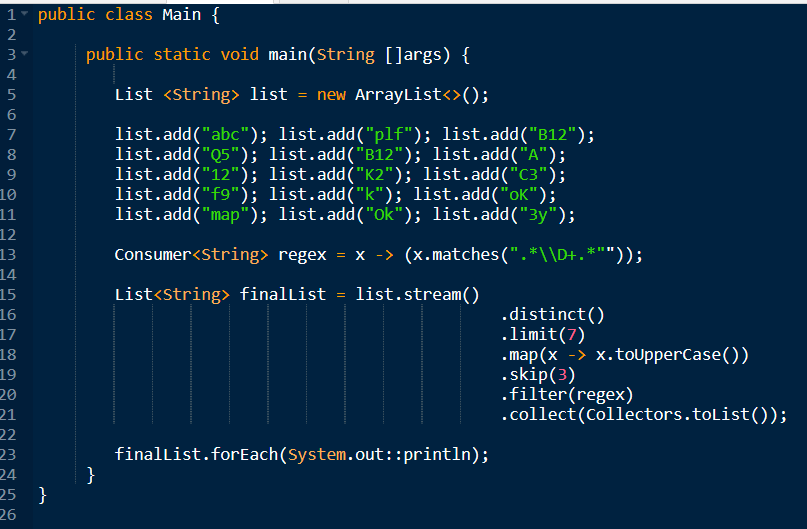 1 public class Main {
2
3 public static void main(String []args) {
4
5 List <String> list = new ArrayList<>();
6
7 list.add("abc"); list.add("plf"); list.add("B12");
8 list.add("Q5"); list.add("B12"); list.add("A");
9 list.add("12"); list.add("K2"); list.add("C3");
10 list.add("f9"); list.add("k"); list.add("oK");
11 list.add("map"); list.add("Ok"); list.add("3y");
12
13 Consumer<String> regex = x -> (x.matches(".*\\D+.*""));
14
15 List<String> finalList = list.stream()
16 .distinct()
17 .limit(7)
18 .map(x -> x.toUpperCase())
19 .skip(3)
20 .filter(regex)
21 .collect(Collectors.toList());
22
23 finalList.forEach(System.out::println);
24 }
25 }
26